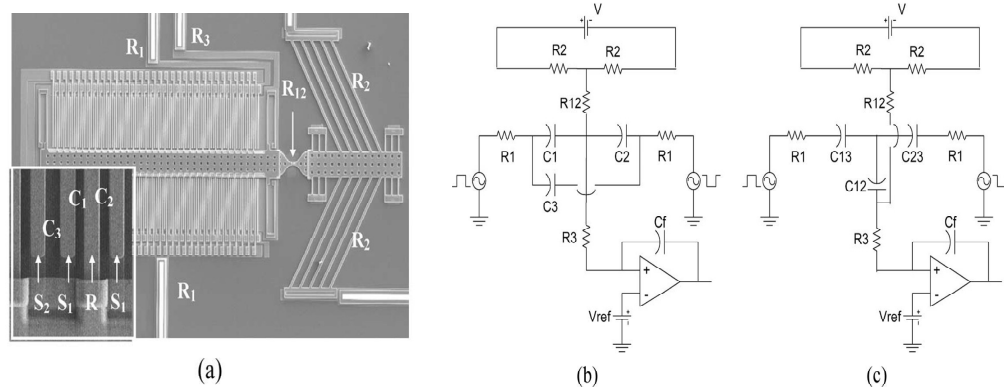 R1
R3
R12
R2
C1
C2
C3
S2
S1
R
S1
R2
R1
(a)
V
R2
R2
R12
R1
C1
C2
R1
C3
R3
Cf
+
-
Vref
(b)
V
R2
R2
R12
R1
C13
C23
R1
C12
R3
Cf
+
-
Vref
(c)